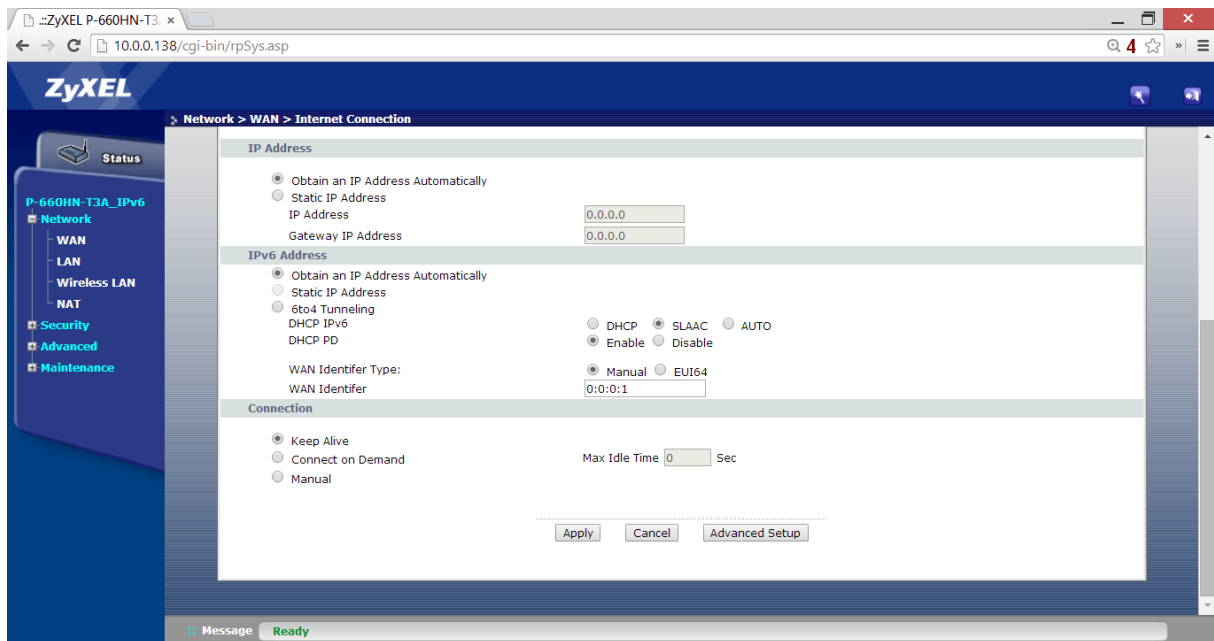 .::ZyXEL P-660HN-T3
10.0.0.138/cgi-bin/rpSys.asp
4
ZyXEL
Network > WAN > Internet Connection
Status
P-660HN-T3A_IPv6
Network
WAN
LAN
Wireless LAN
NAT
Security
Advanced
Maintenance
IP Address
Obtain an IP Address Automatically
Static IP Address
IP Address 0.0.0.0
Gateway IP Address 0.0.0.0
IPv6 Address
Obtain an IP Address Automatically
Static IP Address
6to4 Tunneling
DHCP IPv6 DHCP SLAAC AUTO
DHCP PD Enable Disable
WAN Identifer Type: Manual EUI64
WAN Identifer 0:0:0:1
Connection
Keep Alive
Connect on Demand Max Idle Time 0 Sec
Manual
Apply Cancel Advanced Setup
Message Ready